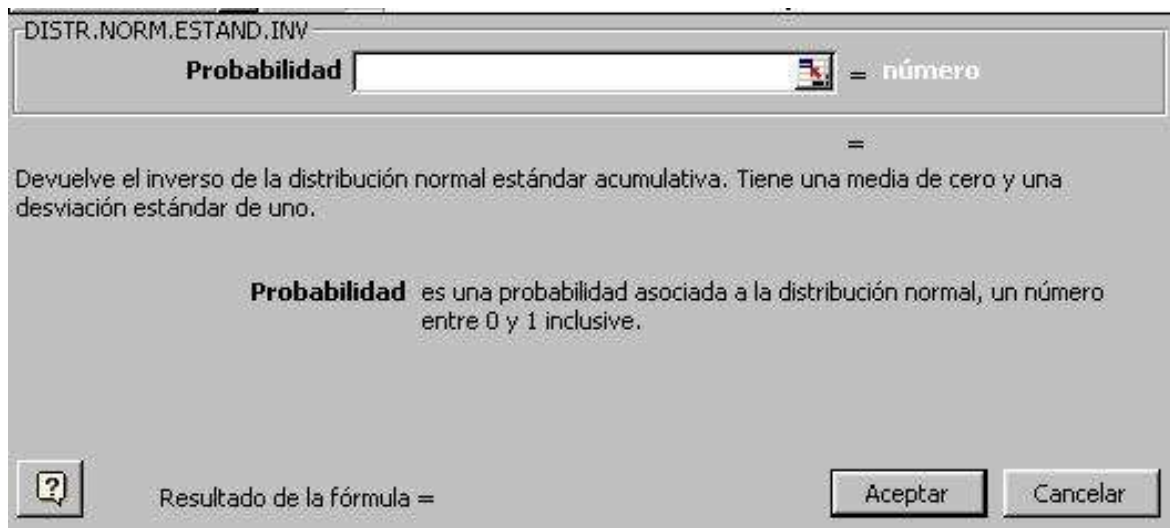 DISTR.NORM.ESTAND.INV
Probabilidad = número
=
Devuelve el inverso de la distribución normal estándar acumulativa. Tiene una media de cero y una
desviación estándar de uno.
Probabilidad es una probabilidad asociada a la distribución normal, un número
entre 0 y 1 inclusive.
?
Resultado de la fórmula =
Aceptar
Cancelar